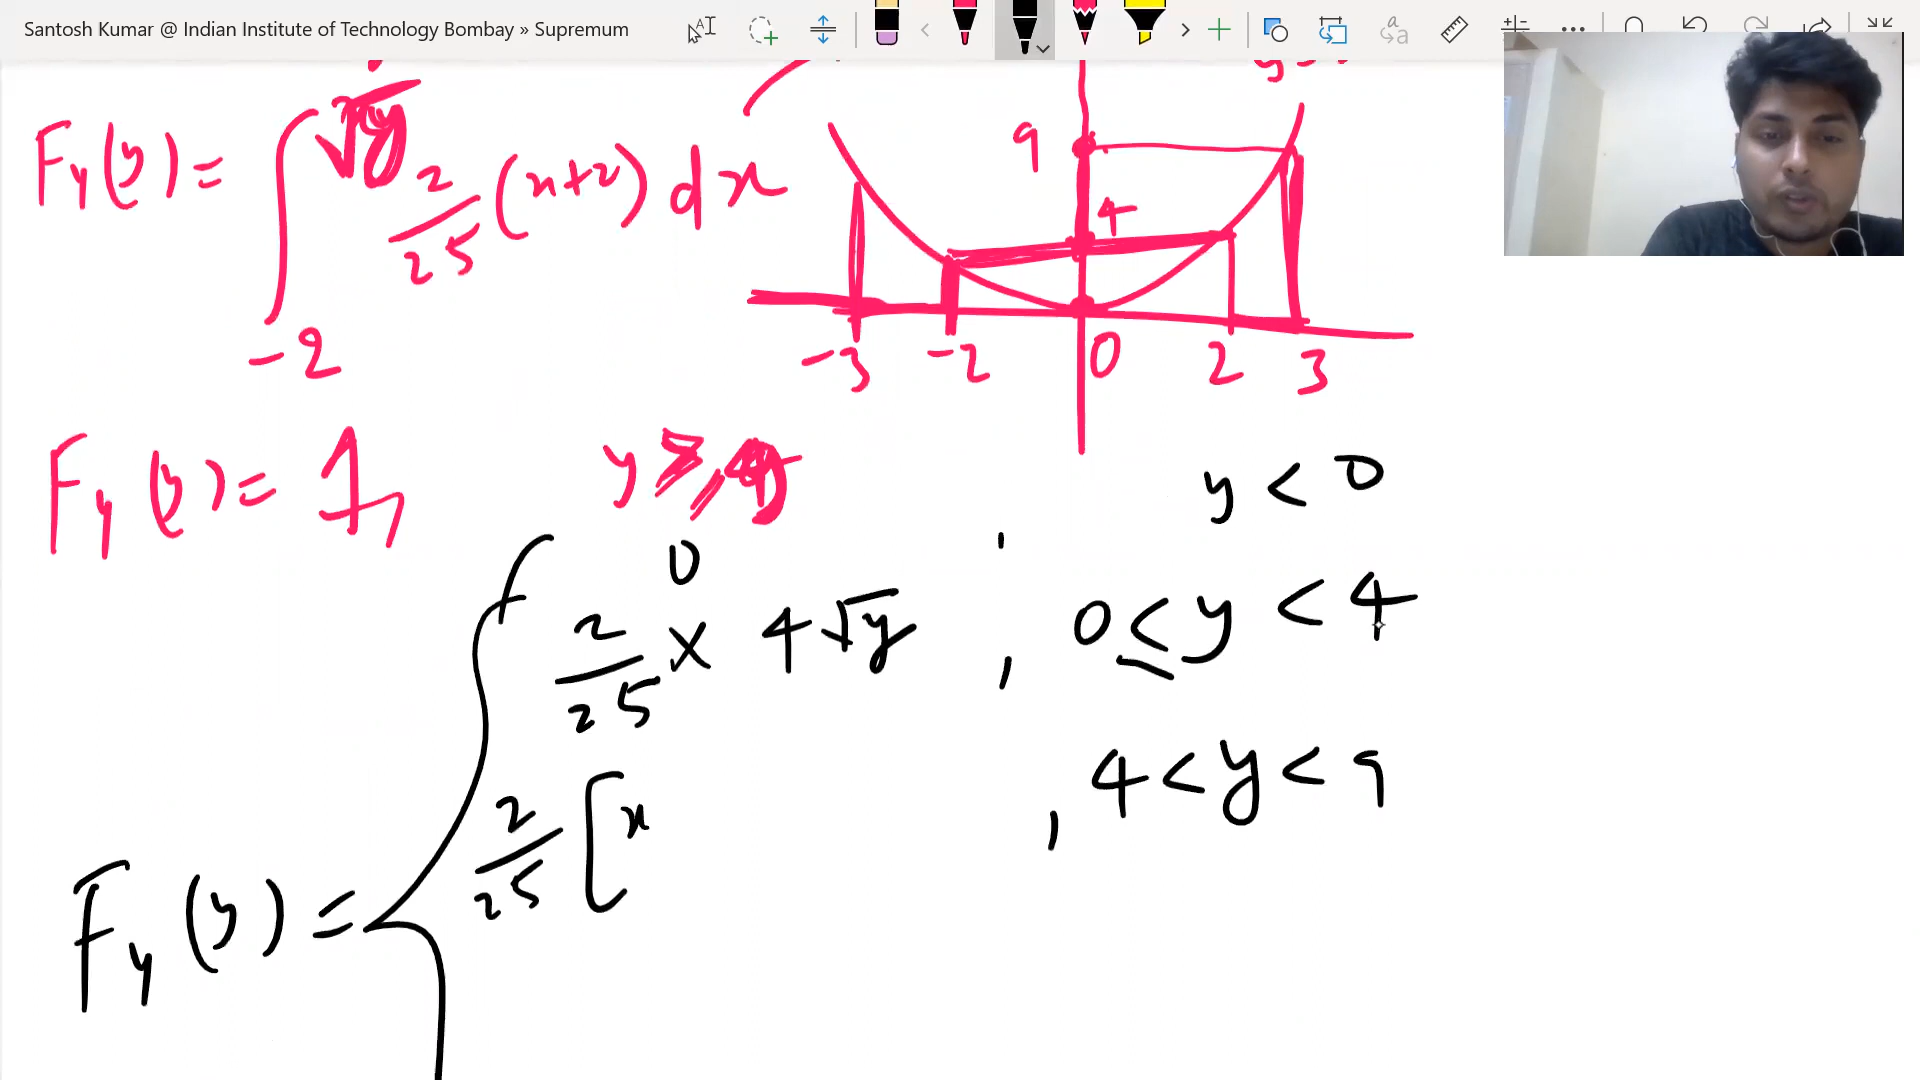 Santosh Kumar @ Indian Institute of Technology Bombay » Supremum
F_Y(y) = ∫_{-2}^{√y} 2/25 (x+2) dx
9
4
-3 -2 0 2 3
F_Y(y) = 1,
y
0 , y < 0
2/25 × 4√y , 0 ≤ y < 4
2/25 [x , 4 < y < 9
F_Y(y) =